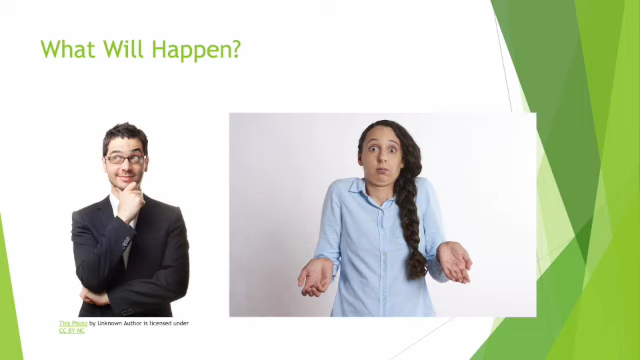 What Will Happen?
This Photo by Unknown Author is licensed under
CC BY-NC